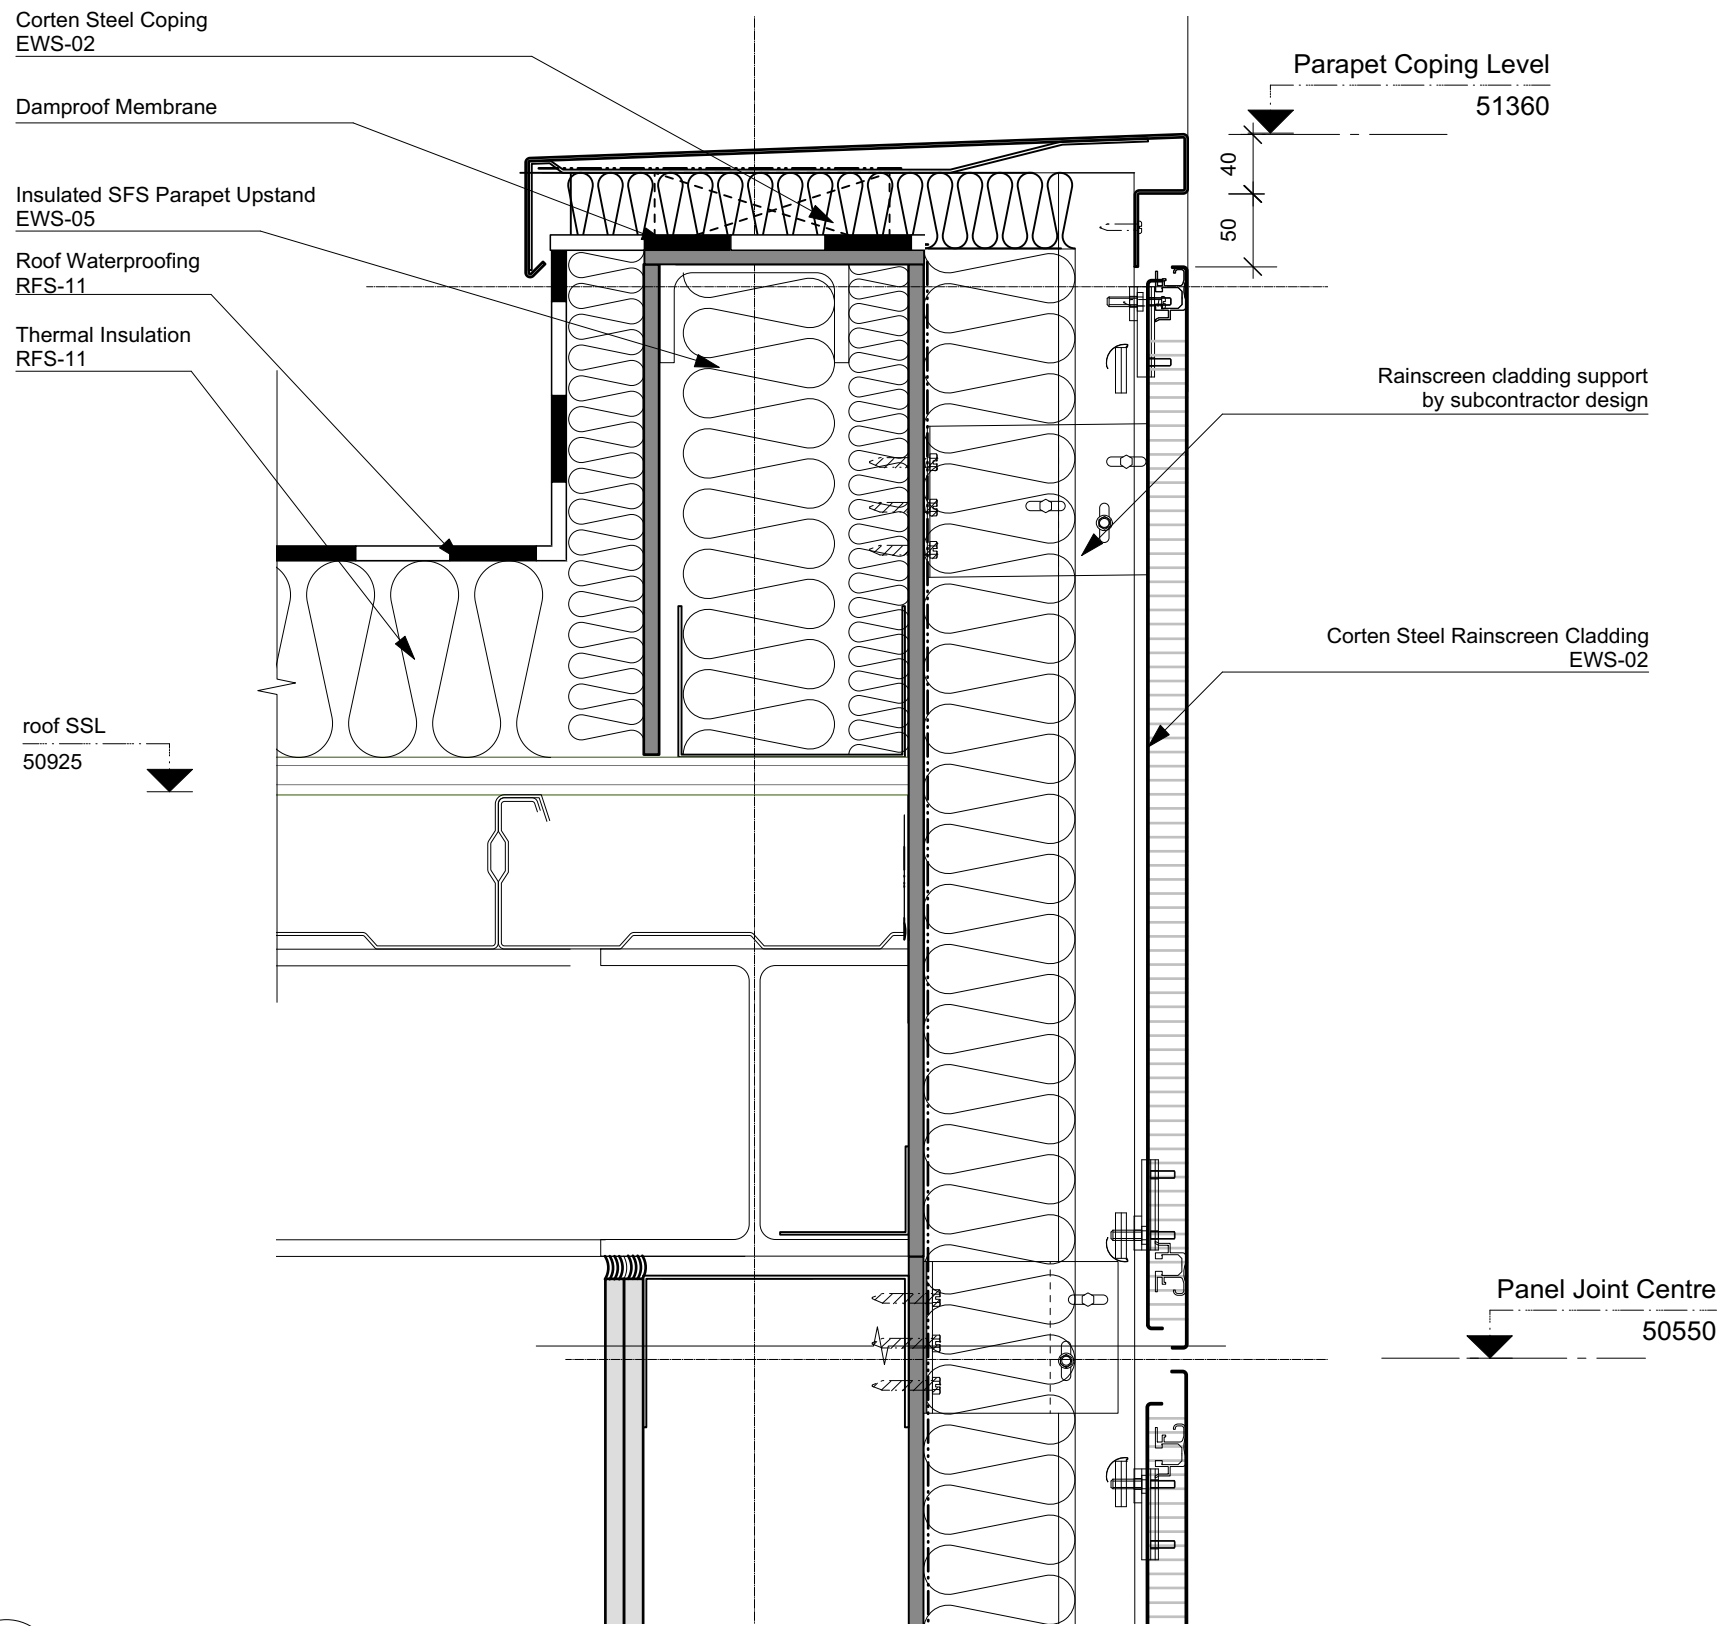 Corten Steel Coping
EWS-02
Damproof Membrane
Insulated SFS Parapet Upstand
EWS-05
Roof Waterproofing
RFS-11
Thermal Insulation
RFS-11
roof SSL
50925
Parapet Coping Level
51360
40
50
Rainscreen cladding support
by subcontractor design
Corten Steel Rainscreen Cladding
EWS-02
Panel Joint Centre
50550